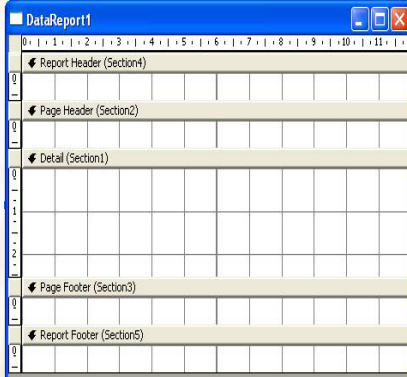 DataReport1
0 1 2 3 4 5 6 7 8 9 10 11
Report Header (Section4)
0
Page Header (Section2)
0
Detail (Section1)
0
1
2
Page Footer (Section3)
0
Report Footer (Section5)
0